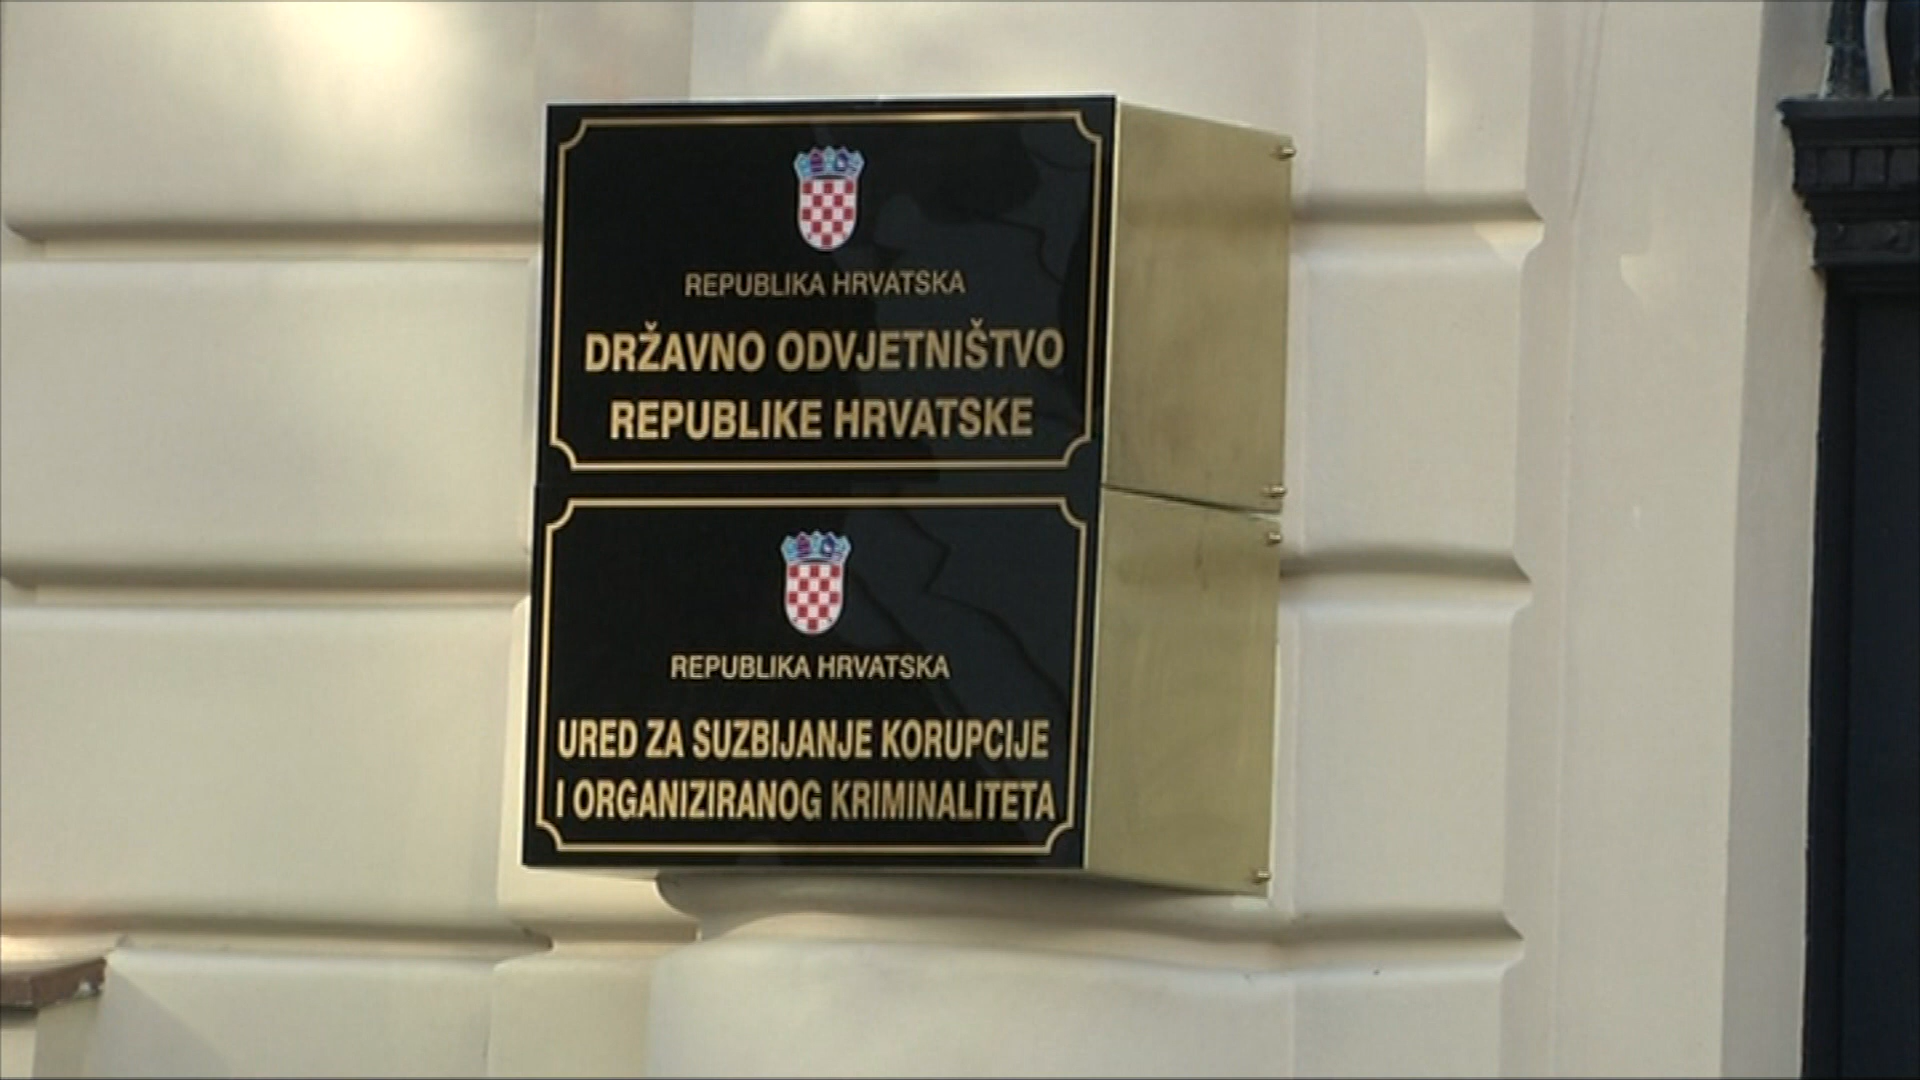 REPUBLIKA HRVATSKA
DRŽAVNO ODVJETNIŠTVO
REPUBLIKE HRVATSKE
REPUBLIKA HRVATSKA
URED ZA SUZBIJANJE KORUPCIJE
I ORGANIZIRANOG KRIMINALITETA